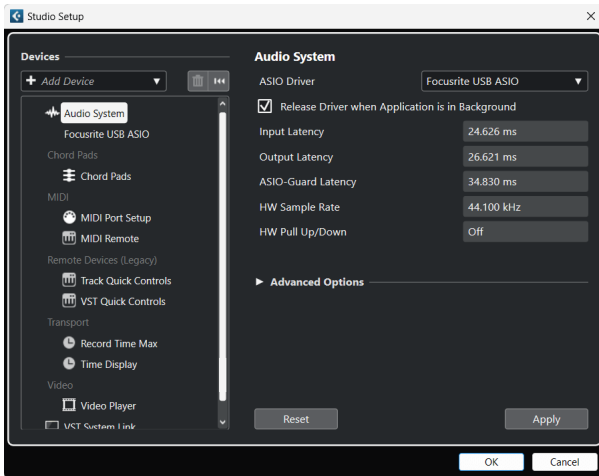 Studio Setup
Devices
Add Device
Audio System
Focusrite USB ASIO
Chord Pads
Chord Pads
MIDI
MIDI Port Setup
MIDI Remote
Remote Devices (Legacy)
Track Quick Controls
VST Quick Controls
Transport
Record Time Max
Time Display
Video
Video Player
VST System Link
Audio System
ASIO Driver Focusrite USB ASIO
Release Driver when Application is in Background
Input Latency 24.626 ms
Output Latency 26.621 ms
ASIO-Guard Latency 34.830 ms
HW Sample Rate 44.100 kHz
HW Pull Up/Down Off
Advanced Options
Reset Apply
OK Cancel